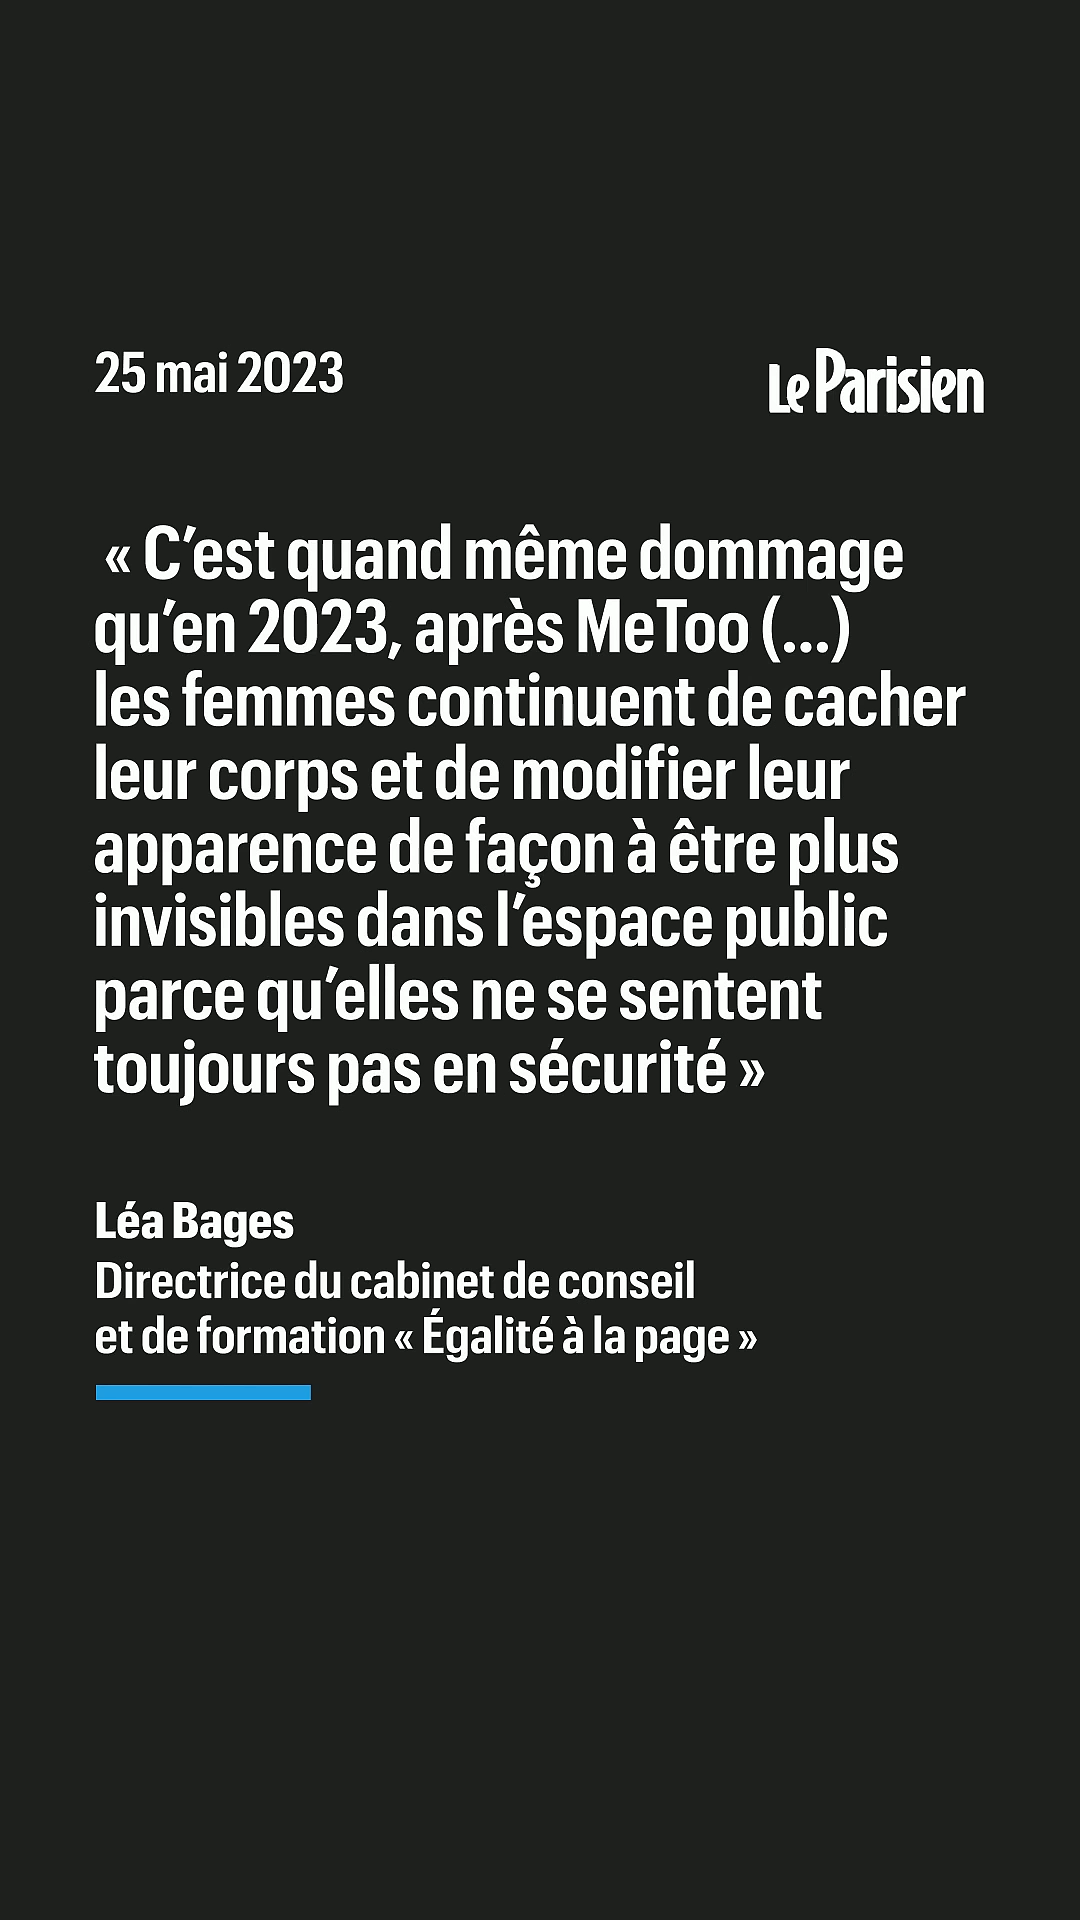 25 mai 2023
Le Parisien
« C’est quand même dommage
qu’en 2023, après MeToo (...)
les femmes continuent de cacher
leur corps et de modifier leur
apparence de façon à être plus
invisibles dans l’espace public
parce qu’elles ne se sentent
toujours pas en sécurité »
Léa Bages
Directrice du cabinet de conseil
et de formation « Égalité à la page »